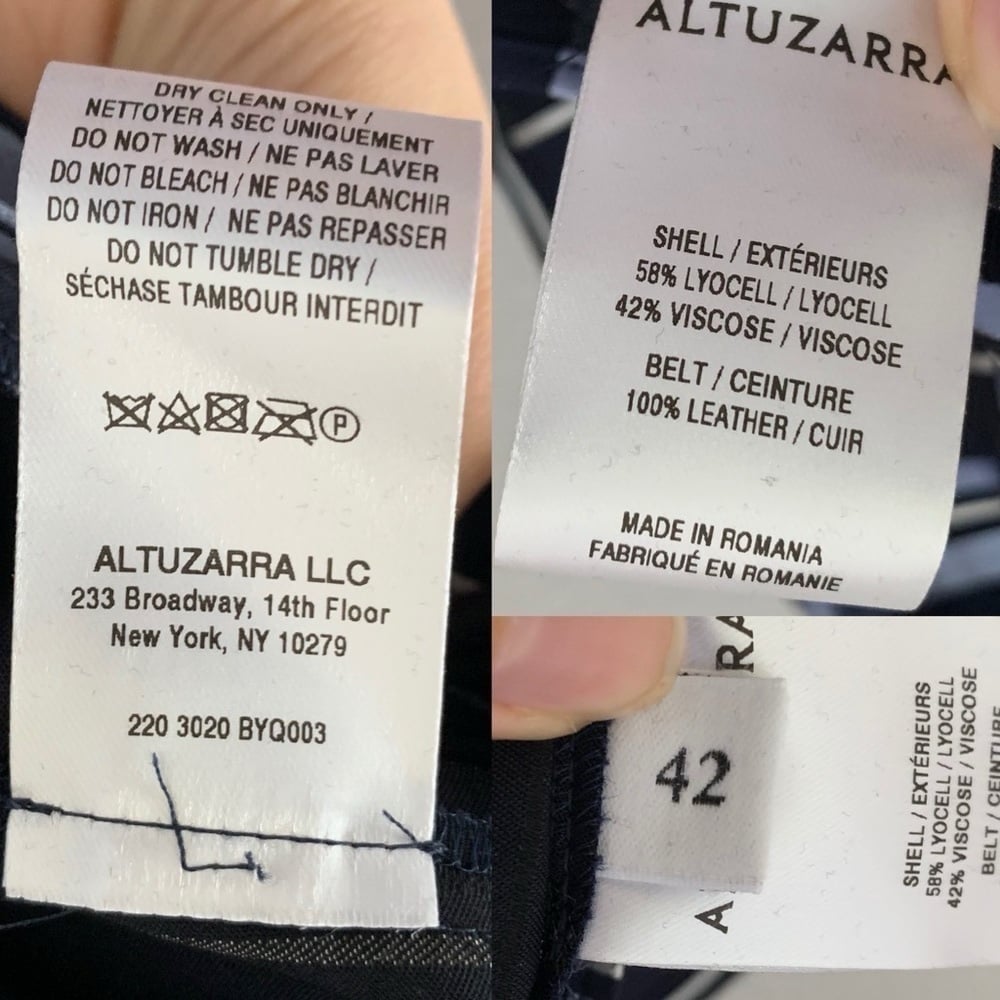 DRY CLEAN ONLY /
NETTOYER À SEC UNIQUEMENT
DO NOT WASH / NE PAS LAVER
DO NOT BLEACH / NE PAS BLANCHIR
DO NOT IRON / NE PAS REPASSER
DO NOT TUMBLE DRY /
SÉCHASE TAMBOUR INTERDIT
P
ALTUZARRA LLC
233 Broadway, 14th Floor
New York, NY 10279
220 3020 BYQ003
ALTUZARRA
SHELL / EXTÉRIEURS
58% LYOCELL / LYOCELL
42% VISCOSE / VISCOSE
BELT / CEINTURE
100% LEATHER / CUIR
MADE IN ROMANIA
FABRIQUÉ EN ROMANIE
42
A
RA
SHELL / EXTÉRIEURS
58% LYOCELL / LYOCELL
42% VISCOSE / VISCOSE
BELT / CEINTURE